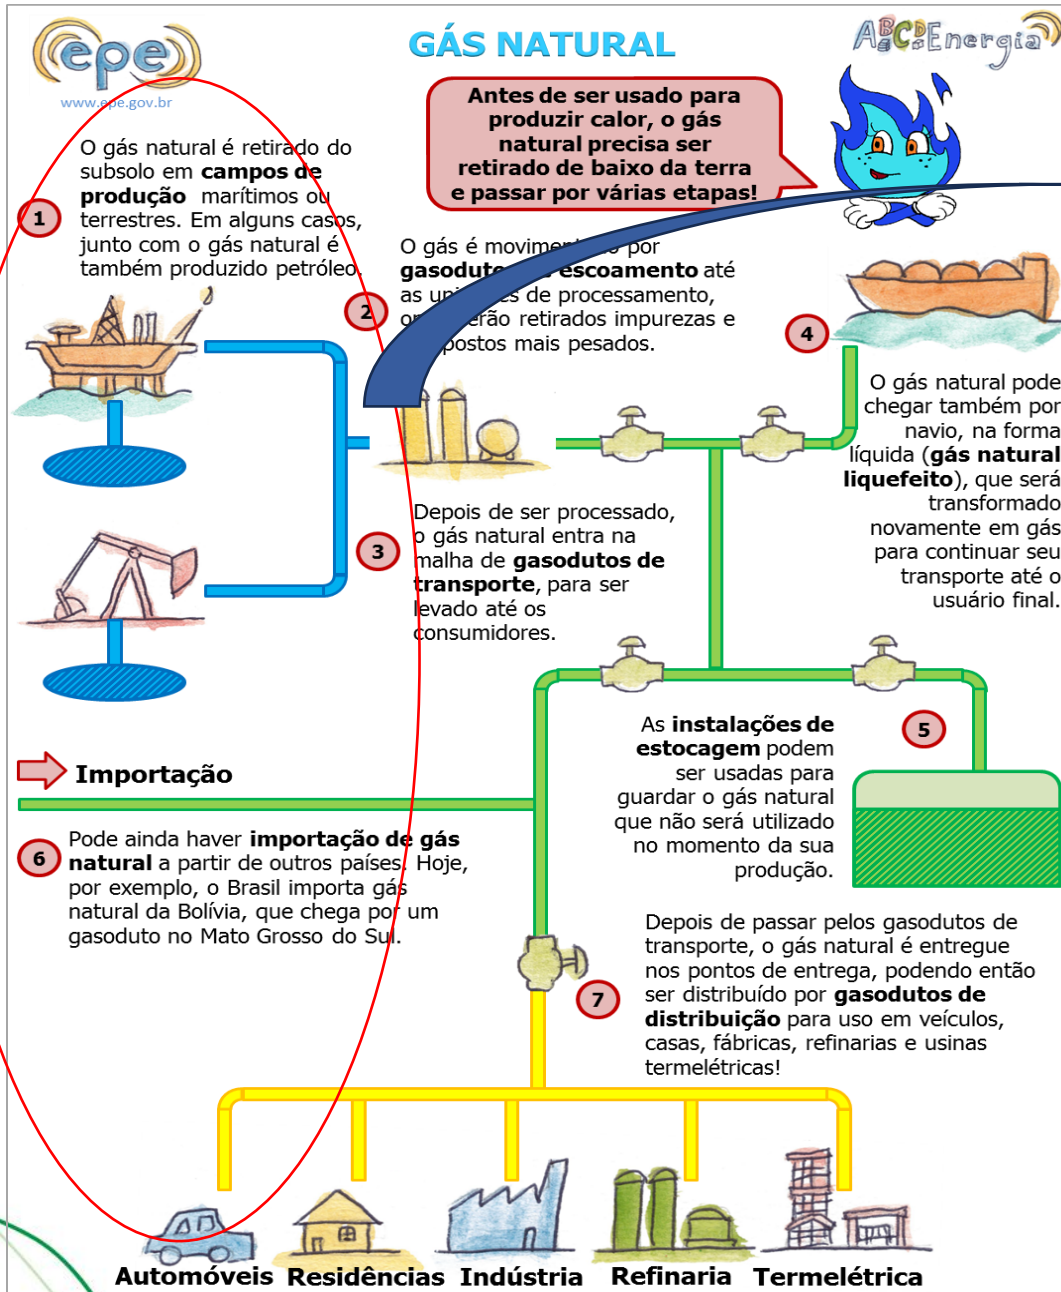 epe
www.epe.gov.br
GÁS NATURAL
ABCDEnergia
Antes de ser usado para
produzir calor, o gás
natural precisa ser
retirado de baixo da terra
e passar por várias etapas!
1
O gás natural é retirado do
subsolo em campos de
produção marítimos ou
terrestres. Em alguns casos,
junto com o gás natural é
também produzido petróleo.
2
O gás é por
escoamento até
as de processamento,
retirados impurezas e
mais pesados.
3
Depois de ser processado,
o gás natural entra na
malha de gasodutos de
transporte, para ser
levado até os
consumidores.
4
O gás natural pode
chegar também por
navio, na forma
líquida (gás natural
liquefeito), que será
transformado
novamente em gás
para continuar seu
transporte até o
usuário final.
5
As instalações de
estocagem podem
ser usadas para
guardar o gás natural
que não será utilizado
no momento da sua
produção.
Importação
6
Pode ainda haver importação de gás
natural a partir de outros países. Hoje,
por exemplo, o Brasil importa gás
natural da Bolívia, que chega por um
gasoduto no Mato Grosso do Sul.
7
Depois de passar pelos gasodutos de
transporte, o gás natural é entregue
nos pontos de entrega, podendo então
ser distribuído por gasodutos de
distribuição para uso em veículos,
casas, fábricas, refinarias e usinas
termelétricas!
Automóveis Residências Indústria Refinaria Termelétrica